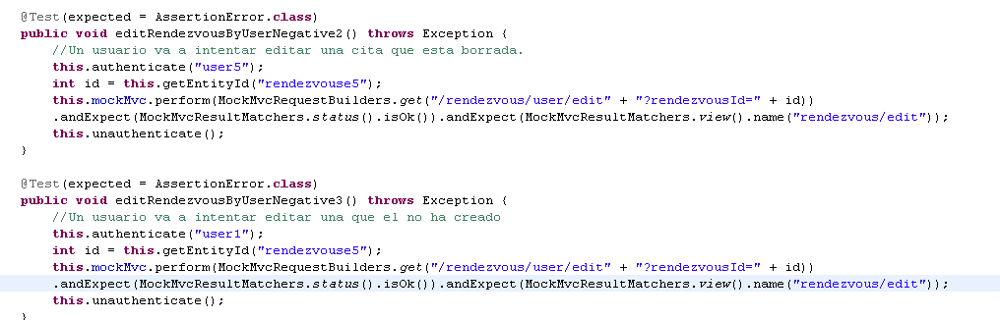 @Test(expected = AssertionError.class)
public void editRendezvousByUserNegative2() throws Exception {
//Un usuario va a intentar editar una cita que esta borrada.
this.authenticate("user5");
int id = this.getEntityId("rendezvouse5");
this.mockMvc.perform(MockMvcRequestBuilders.get("/rendezvous/user/edit" + "?rendezvousId=" + id))
.andExpect(MockMvcResultMatchers.status().isOk()).andExpect(MockMvcResultMatchers.view().name("rendezvous/edit"));
this.unauthenticate();
}
@Test(expected = AssertionError.class)
public void editRendezvousByUserNegative3() throws Exception {
//Un usuario va a intentar editar una que el no ha creado
this.authenticate("user1");
int id = this.getEntityId("rendezvouse5");
this.mockMvc.perform(MockMvcRequestBuilders.get("/rendezvous/user/edit" + "?rendezvousId=" + id))
.andExpect(MockMvcResultMatchers.status().isOk()).andExpect(MockMvcResultMatchers.view().name("rendezvous/edit"));
this.unauthenticate();
}